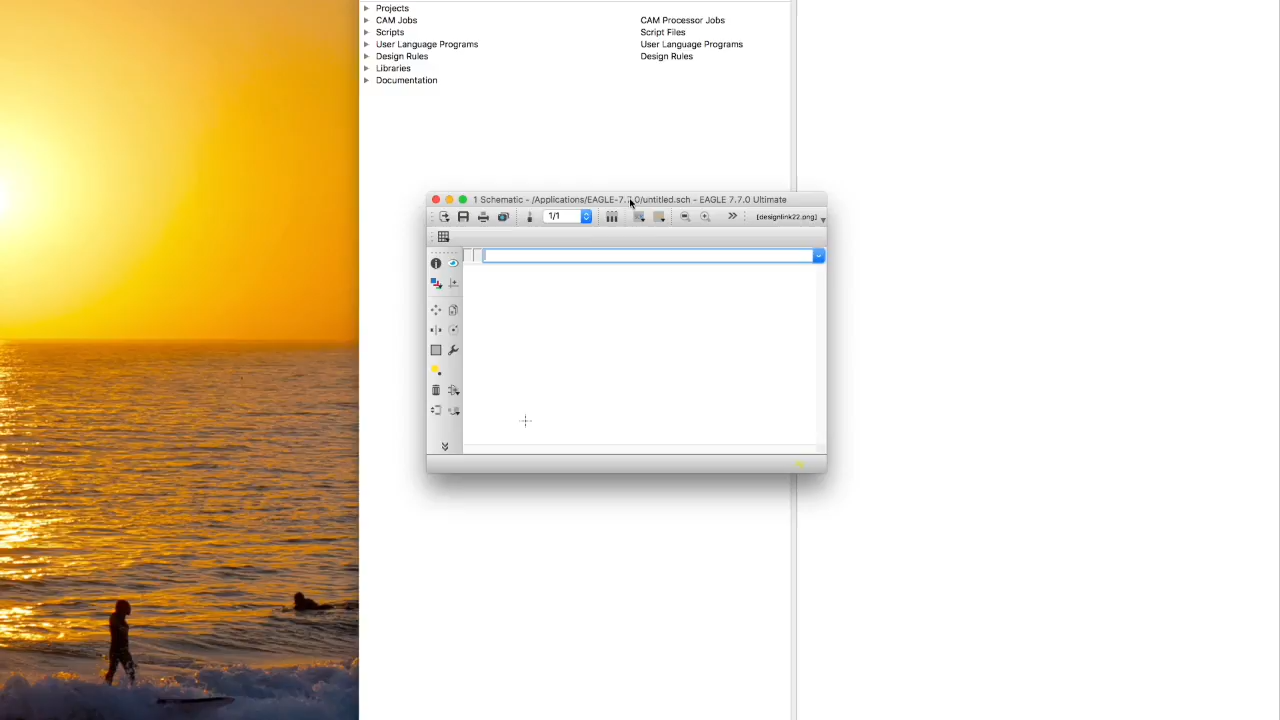 Projects
CAM Jobs CAM Processor Jobs
Scripts Script Files
User Language Programs User Language Programs
Design Rules Design Rules
Libraries
Documentation
1 Schematic - /Applications/EAGLE-7.7.0/untitled.sch - EAGLE 7.7.0 Ultimate
1/1 [designlink22.png]